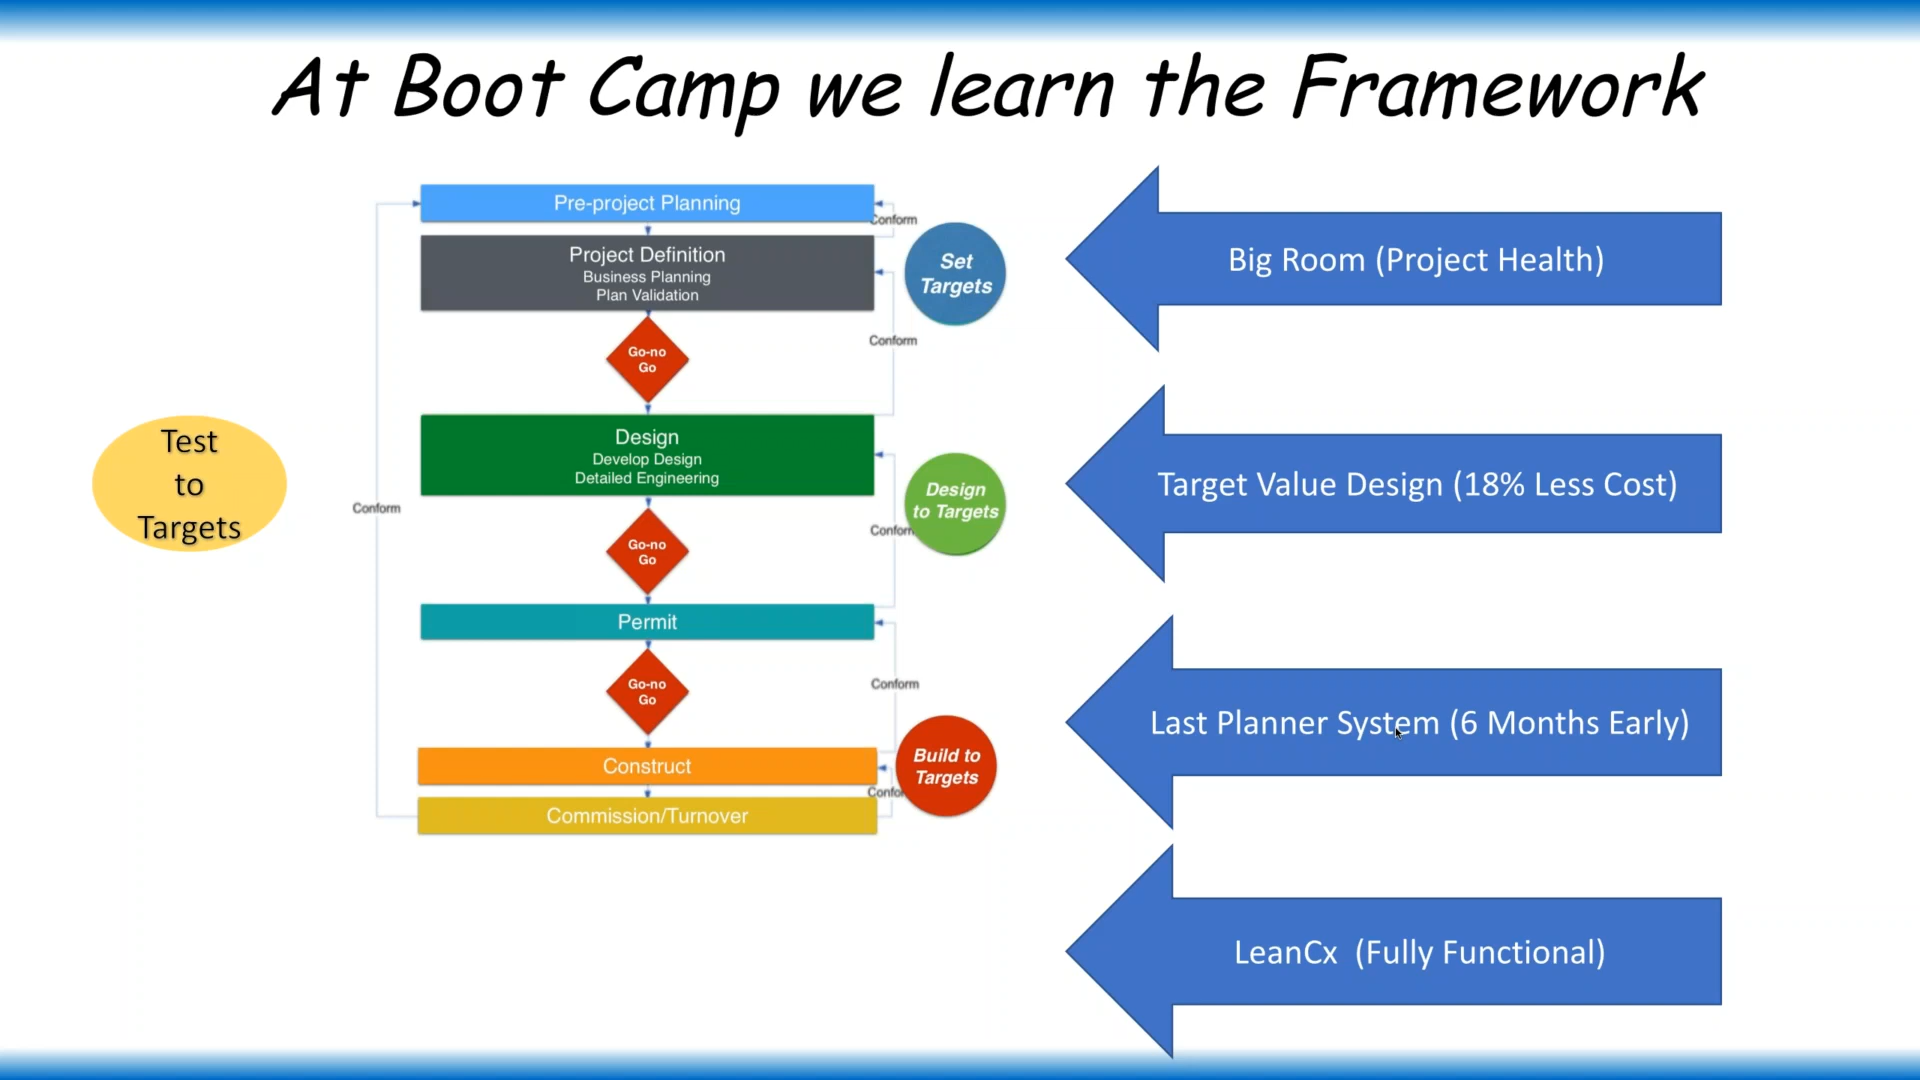 At Boot Camp we learn the Framework
Pre-project Planning
Conform
Project Definition
Business Planning
Plan Validation
Set
Targets
Big Room (Project Health)
Go-no
Go
Conform
Test
to
Targets
Design
Develop Design
Detailed Engineering
Design
to Targets
Target Value Design (18% Less Cost)
Conform
Go-no
Go
Conform
Permit
Go-no
Go
Conform
Last Planner System (6 Months Early)
Construct
Build to
Targets
Confor
Commission/Turnover
LeanCx (Fully Functional)